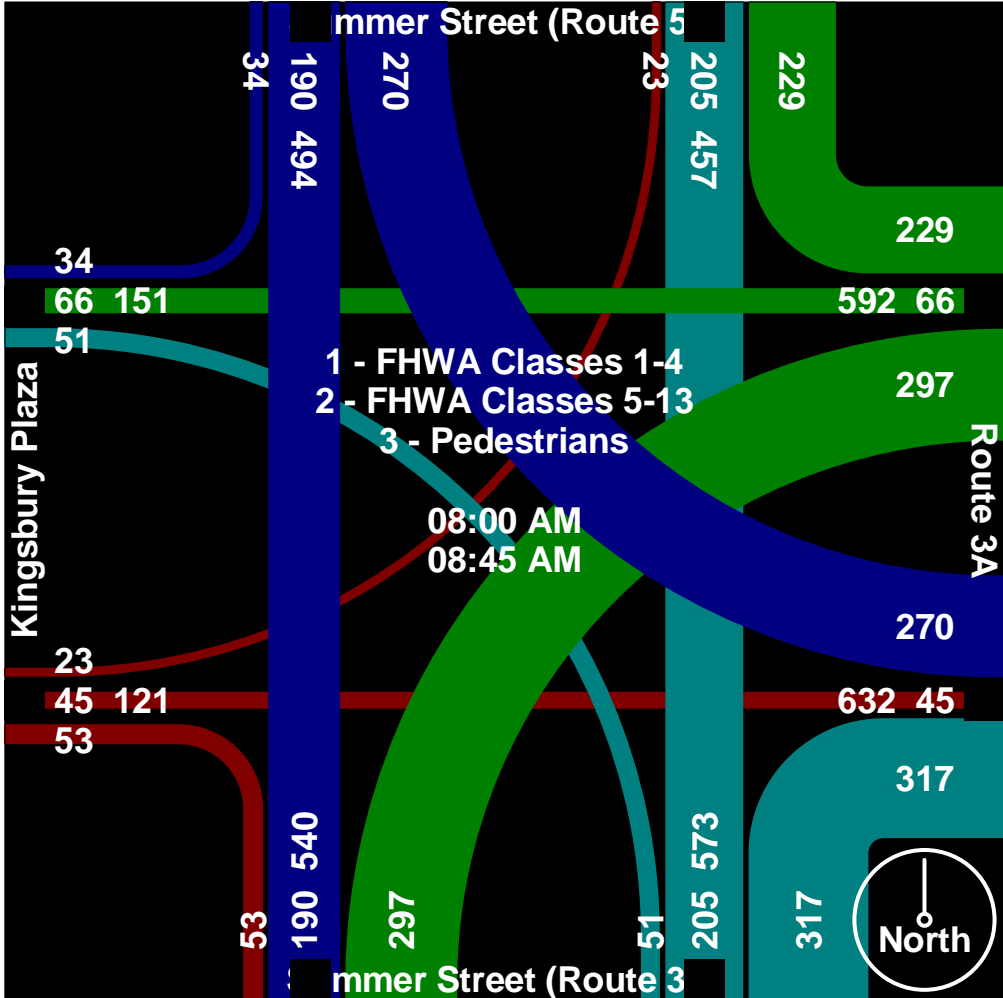 mmer Street (Route 5
34
190 494
270
23
205 457
229
229
34
66 151
592 66
51
297
1 - FHWA Classes 1-4
2 - FHWA Classes 5-13
3 - Pedestrians
Kingsbury Plaza
Route 3A
08:00 AM
08:45 AM
270
23
45 121
632 45
53
317
53
190 540
297
51
205 573
317
North
mmer Street (Route 3